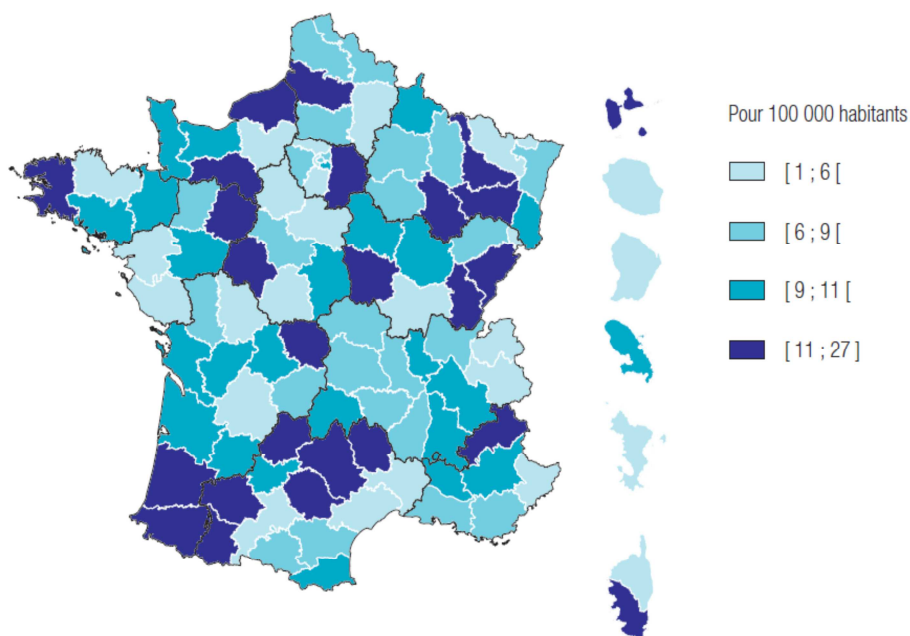 Pour 100 000 habitants
[ 1 ; 6 [
[ 6 ; 9 [
[ 9 ; 11 [
[ 11 ; 27 ]